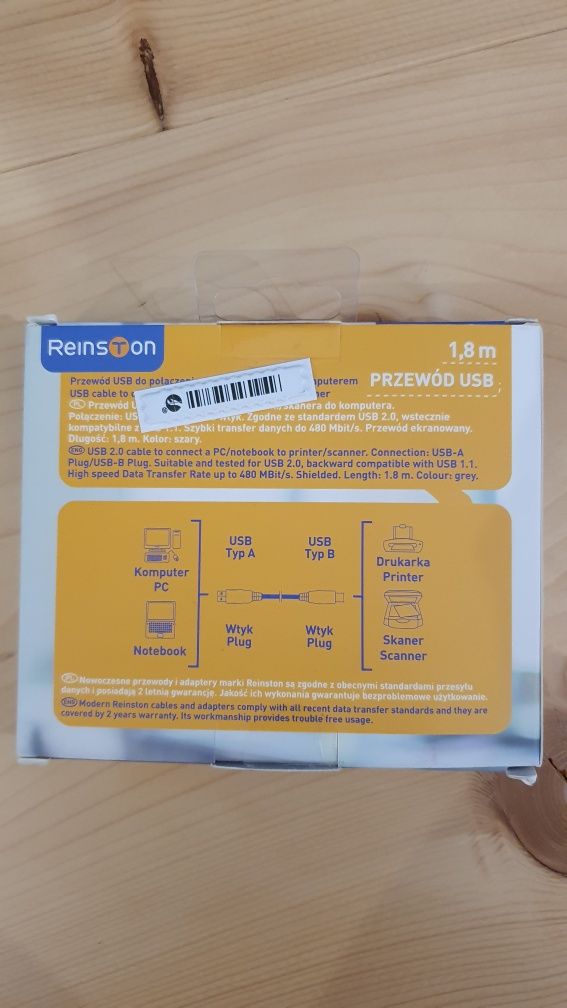 Reinston
1,8 m
PRZEWÓD USB
Przewód USB do
USB cable to
PL Przewód skanera do komputera.
Połączenie: Zgodne ze standardem USB 2.0, wstecznie
kompatybilne z 1.1. Szybki transfer danych do 480 Mbit/s. Przewód ekranowany.
Długość: 1,8 m. Kolor: szary.
ENG USB 2.0 cable to connect a PC/notebook to printer/scanner. Connection: USB-A
Plug/USB-B Plug. Suitable and tested for USB 2.0, backward compatible with USB 1.1.
High speed Data Transfer Rate up to 480 MBit/s. Shielded. Length: 1.8 m. Colour: grey.
Komputer
PC
Notebook
USB
Typ A
USB
Typ B
Wtyk
Plug
Wtyk
Plug
Drukarka
Printer
Skaner
Scanner
PL Nowoczesne przewody i adaptery marki Reinston są zgodne z obecnymi standardami przesyłu
danych i posiadają 2 letnią gwarancję. Jakość ich wykonania gwarantuje bezproblemowe użytkowanie.
ENG Modern Reinston cables and adapters comply with all recent data transfer standards and they are
covered by 2 years warranty. Its workmanship provides trouble free usage.